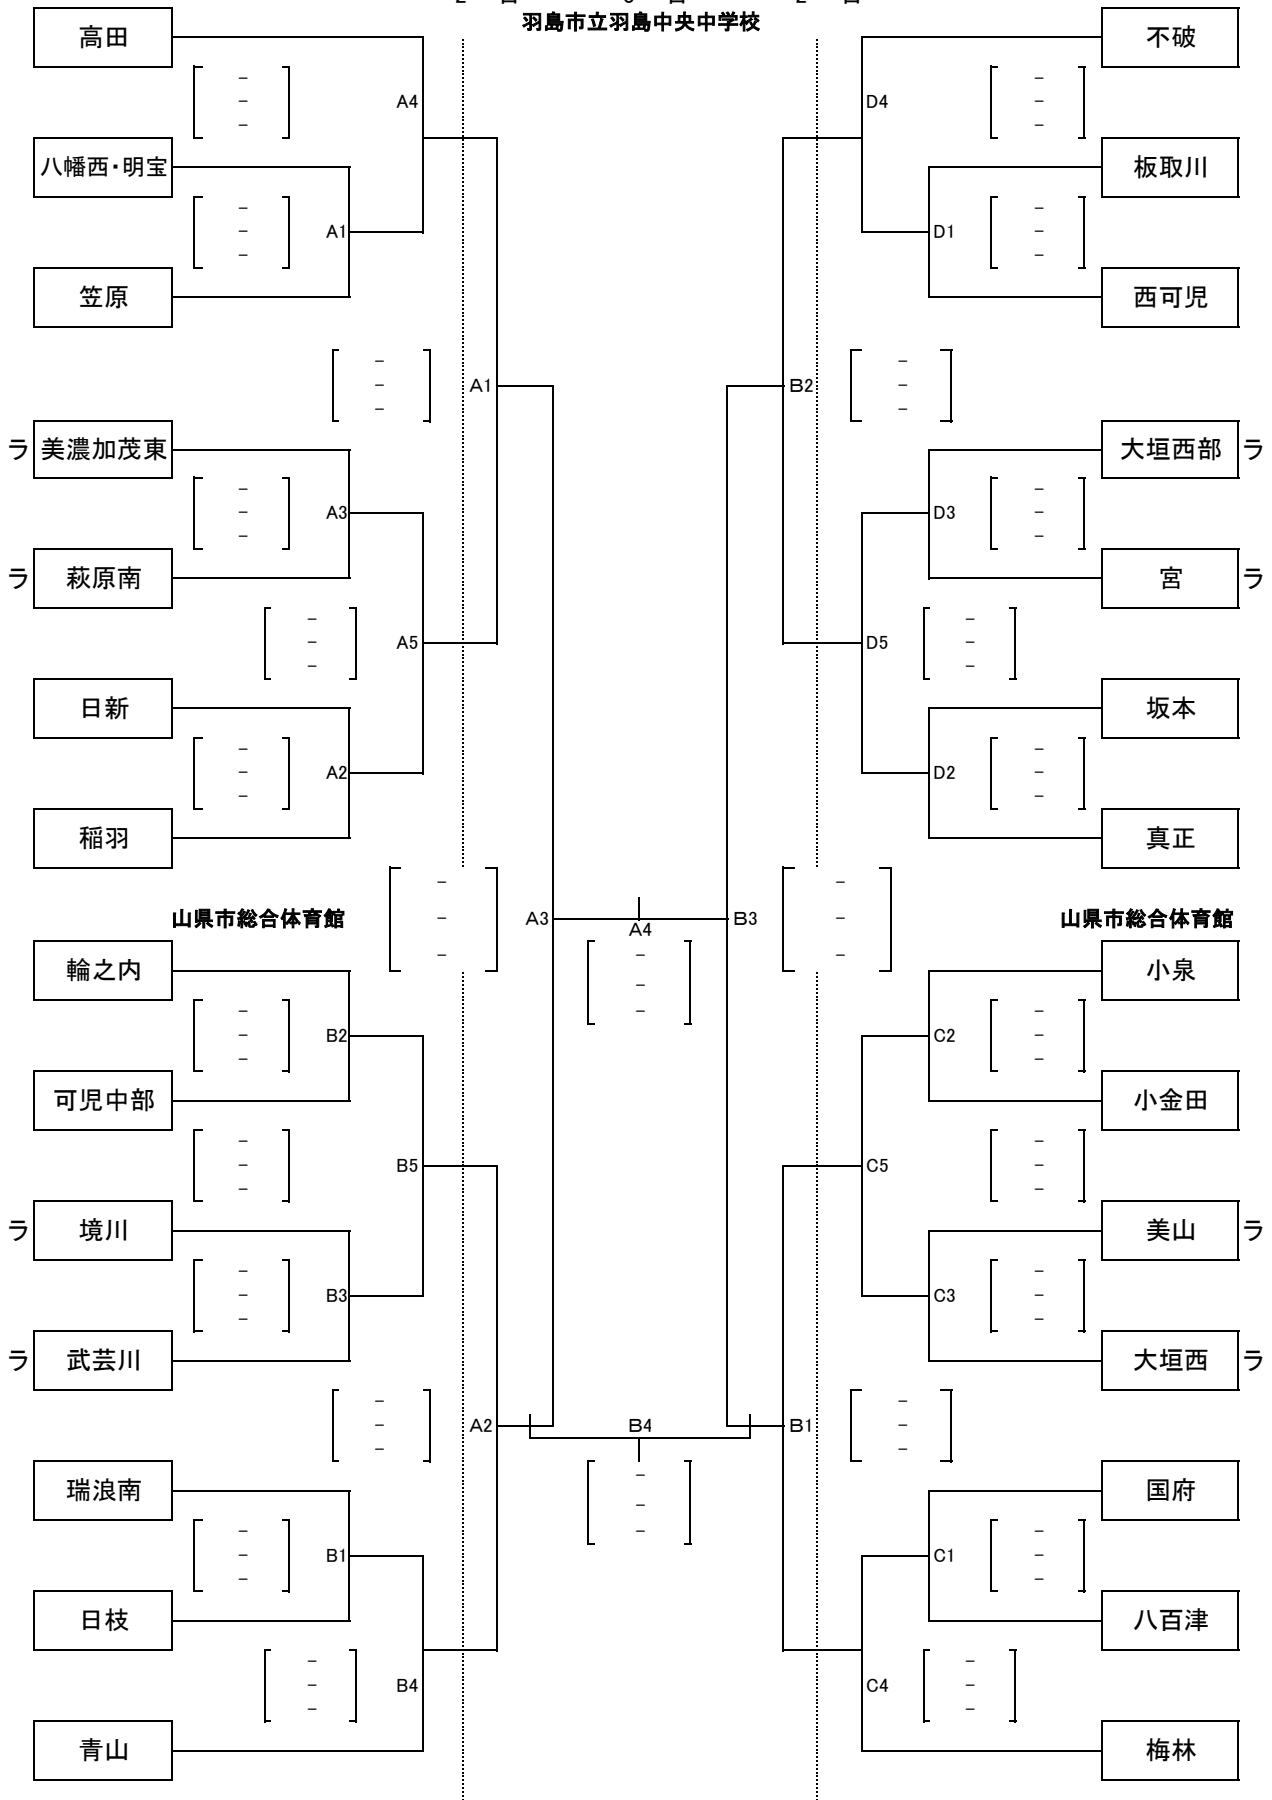 羽島市立羽島中央中学校
高田
不破
-
-
-
A4
D4
-
-
-
八幡西・明宝
板取川
-
-
-
A1
D1
-
-
-
笠原
西可児
-
-
-
A1
B2
-
-
-
ラ 美濃加茂東
大垣西部 ラ
-
-
-
A3
D3
-
-
-
ラ 萩原南
宮 ラ
-
-
-
A5
D5
-
-
-
日新
坂本
-
-
-
A2
D2
-
-
-
稲羽
真正
-
-
-
A3
A4
B3
-
-
-
山県市総合体育館
山県市総合体育館
-
-
-
輪之内
小泉
-
-
-
B2
C2
-
-
-
可児中部
小金田
-
-
-
B5
C5
-
-
-
ラ 境川
美山 ラ
-
-
-
B3
C3
-
-
-
ラ 武芸川
大垣西 ラ
-
-
-
A2
B4
B1
-
-
-
-
-
-
瑞浪南
国府
-
-
-
B1
C1
-
-
-
日枝
八百津
-
-
-
B4
C4
-
-
-
青山
梅林